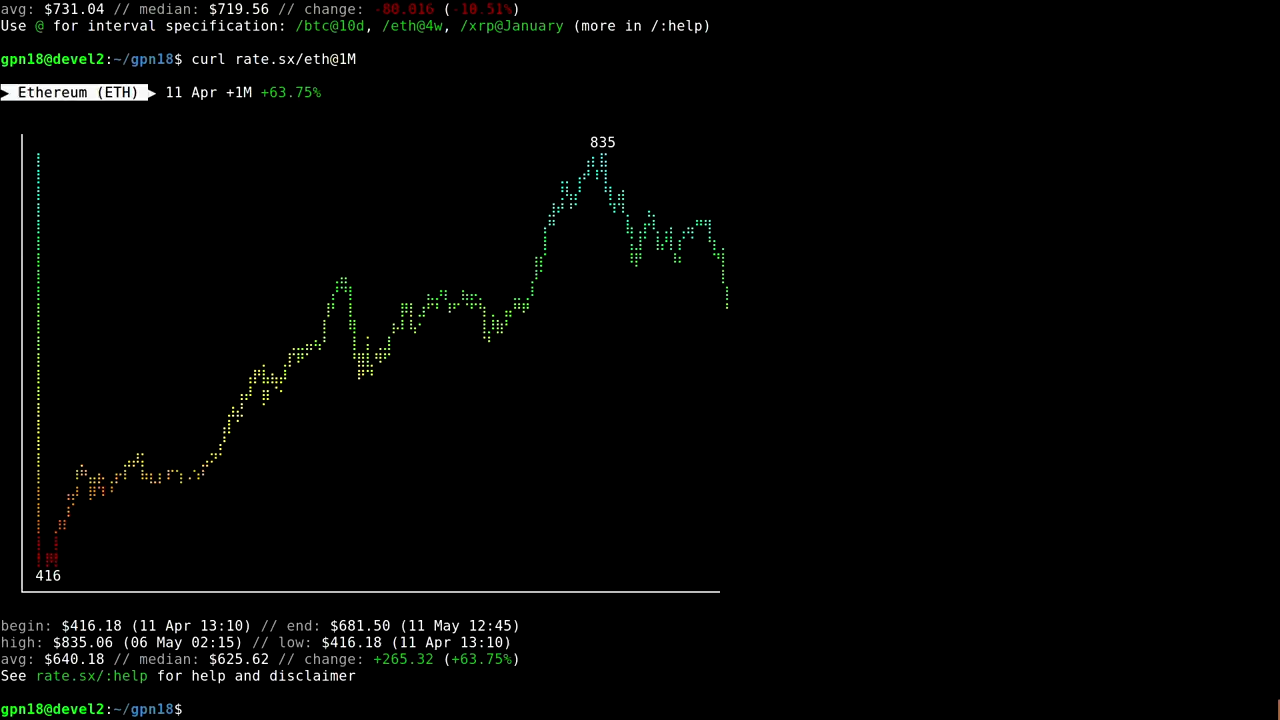 avg: $731.04 // median: $719.56 // change: -80.016 (-10.51%)
Use @ for interval specification: /btc@10d, /eth@4w, /xrp@January (more in /:help)
gpn18@devel2:~/gpn18$ curl rate.sx/eth@1M
▶ Ethereum (ETH) ▶ 11 Apr +1M +63.75%
835
416
begin: $416.18 (11 Apr 13:10) // end: $681.50 (11 May 12:45)
high: $835.06 (06 May 02:15) // low: $416.18 (11 Apr 13:10)
avg: $640.18 // median: $625.62 // change: +265.32 (+63.75%)
See rate.sx/:help for help and disclaimer
gpn18@devel2:~/gpn18$